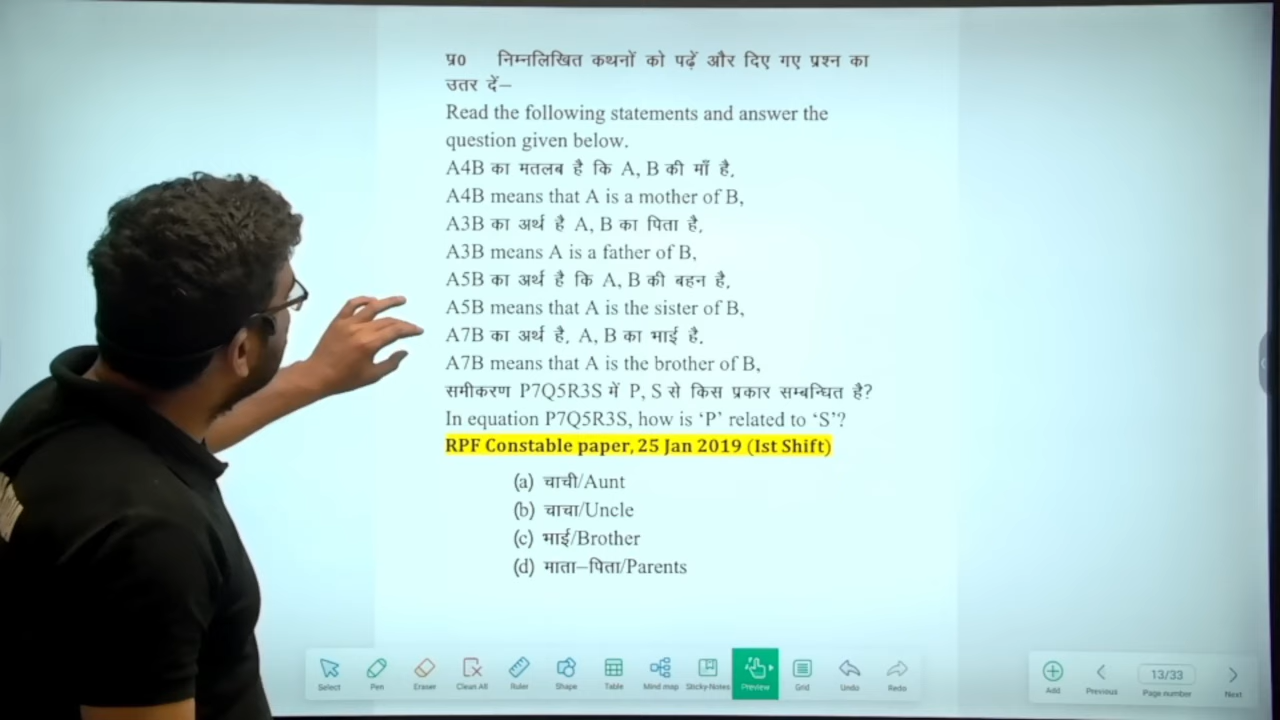 प्र0 निम्नलिखित कथनों को पढ़ें और दिए गए प्रश्न का
उतर दें–
Read the following statements and answer the
question given below.
A4B का मतलब है कि A, B की माँ है.
A4B means that A is a mother of B,
A3B का अर्थ है A, B का पिता है,
A3B means A is a father of B,
A5B का अर्थ है कि A, B की बहन है,
A5B means that A is the sister of B,
A7B का अर्थ है, A, B का भाई है.
A7B means that A is the brother of B,
समीकरण P7Q5R3S में P, S से किस प्रकार सम्बन्धित है?
In equation P7Q5R3S, how is ‘P’ related to ‘S’?
RPF Constable paper, 25 Jan 2019 (Ist Shift)
(a) चाची/Aunt
(b) चाचा/Uncle
(c) भाई/Brother
(d) माता–पिता/Parents
Select Pen Eraser Clean All Ruler Shape Table Mind map Sticky-Notes Preview Grid Undo Redo
Add Previous 13/33 Page number Next